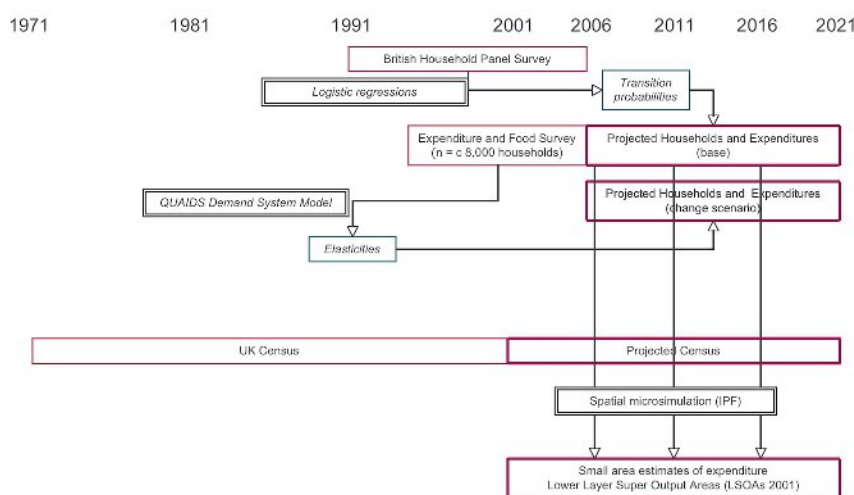 1971 1981 1991 2001 2006 2011 2016 2021
British Household Panel Survey
Logistic regressions
Transition
probabilities
Expenditure and Food Survey
(n = c 8,000 households)
Projected Households and Expenditures
(base)
QUAIDS Demand System Model
Projected Households and Expenditures
(change scenario)
Elasticities
UK Census
Projected Census
Spatial microsimulation (IPF)
Small area estimates of expenditure
Lower Layer Super Output Areas (LSOAs 2001)